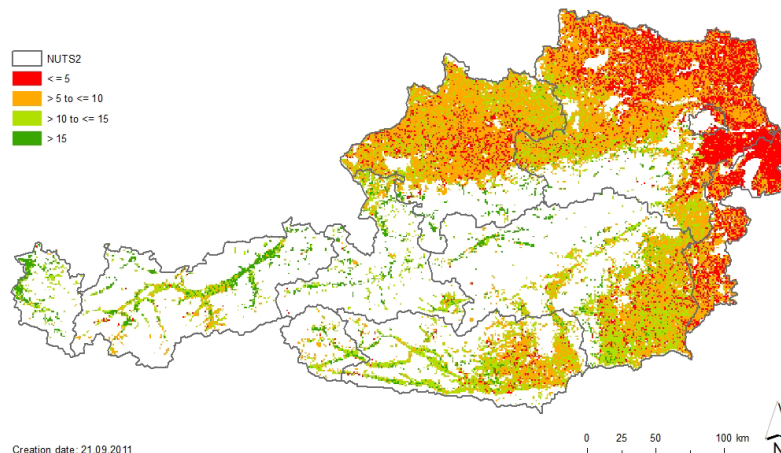 NUTS2
< = 5
> 5 to <= 10
> 10 to <= 15
> 15
Creation date: 21.09.2011
0 25 50 100 km
N